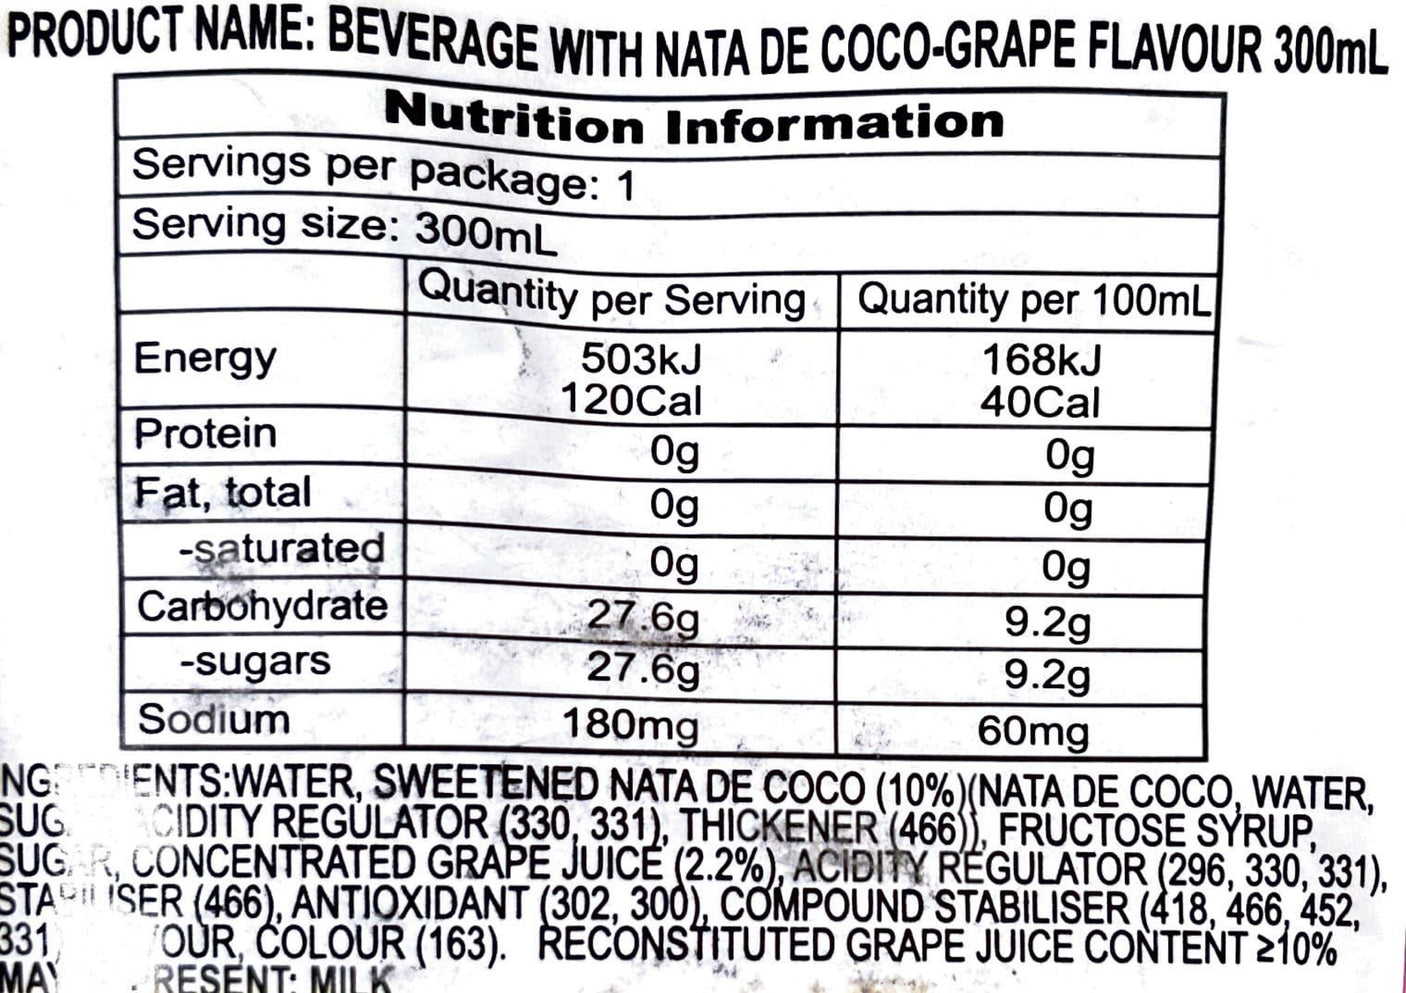 PRODUCT NAME: BEVERAGE WITH NATA DE COCO-GRAPE FLAVOUR 300mL
Nutrition Information
Servings per package: 1
Serving size: 300mL
Quantity per Serving Quantity per 100mL
Energy 503kJ 168kJ
120Cal 40Cal
Protein 0g 0g
Fat, total 0g 0g
-saturated 0g 0g
Carbohydrate 27.6g 9.2g
-sugars 27.6g 9.2g
Sodium 180mg 60mg
WATER, SWEETENED NATA DE COCO (10%)(NATA DE COCO, WATER,
REGULATOR (330, 331), THICKENER (466)), FRUCTOSE SYRUP,
CONCENTRATED GRAPE JUICE (2.2%), ACIDITY REGULATOR (296, 330, 331),
(466), ANTIOXIDANT (302, 300), COMPOUND STABILISER (418, 466, 452,
331, COLOUR (163). RECONSTITUTED GRAPE JUICE CONTENT ≥10%
MILK